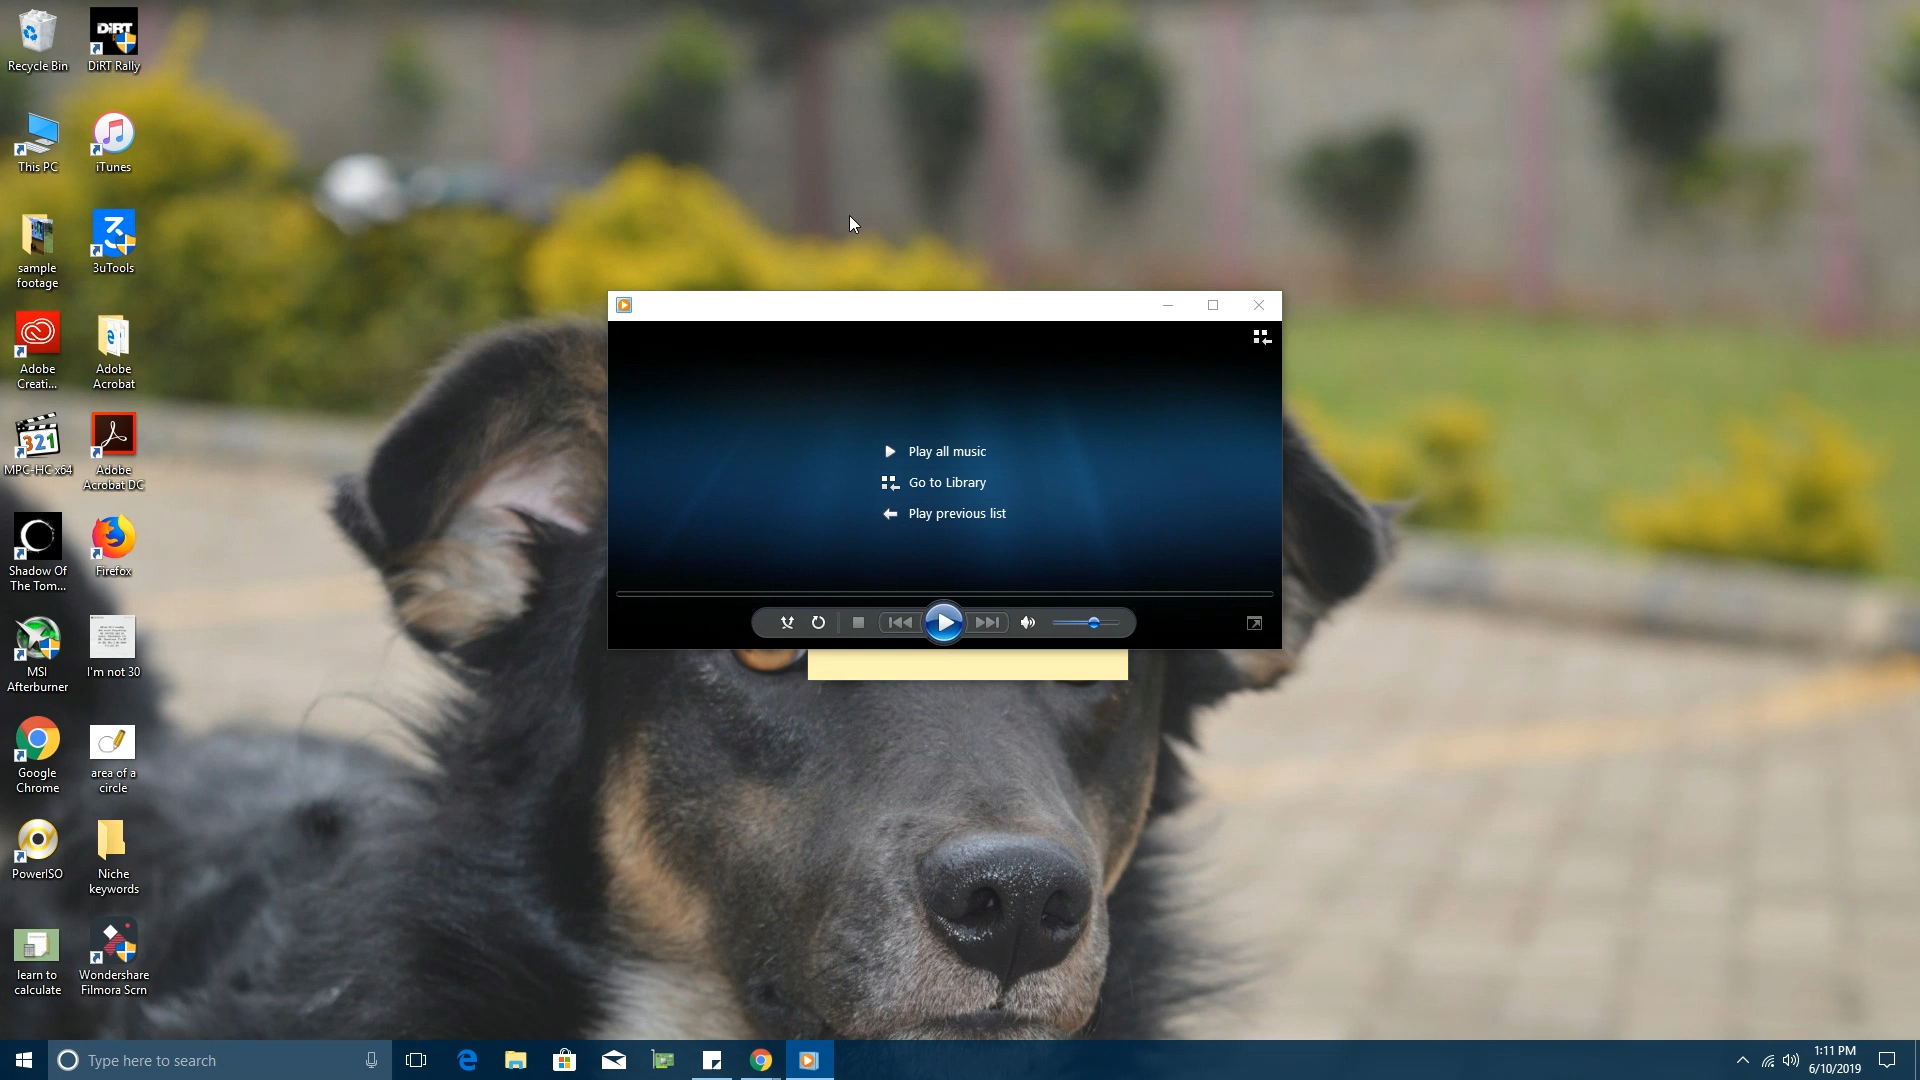 Recycle Bin
DiRT
DiRT Rally
This PC
iTunes
sample
footage
3uTools
Adobe
Creati...
Adobe
Acrobat
321
MPC-HC x64
Adobe
Acrobat DC
Shadow Of
The Tom...
Firefox
MSI
Afterburner
I'm not 30
Google
Chrome
area of a
circle
PowerISO
Niche
keywords
learn to
calculate
Wondershare
Filmora Scrn
Play all music
Go to Library
Play previous list
Type here to search
1:11 PM
6/10/2019